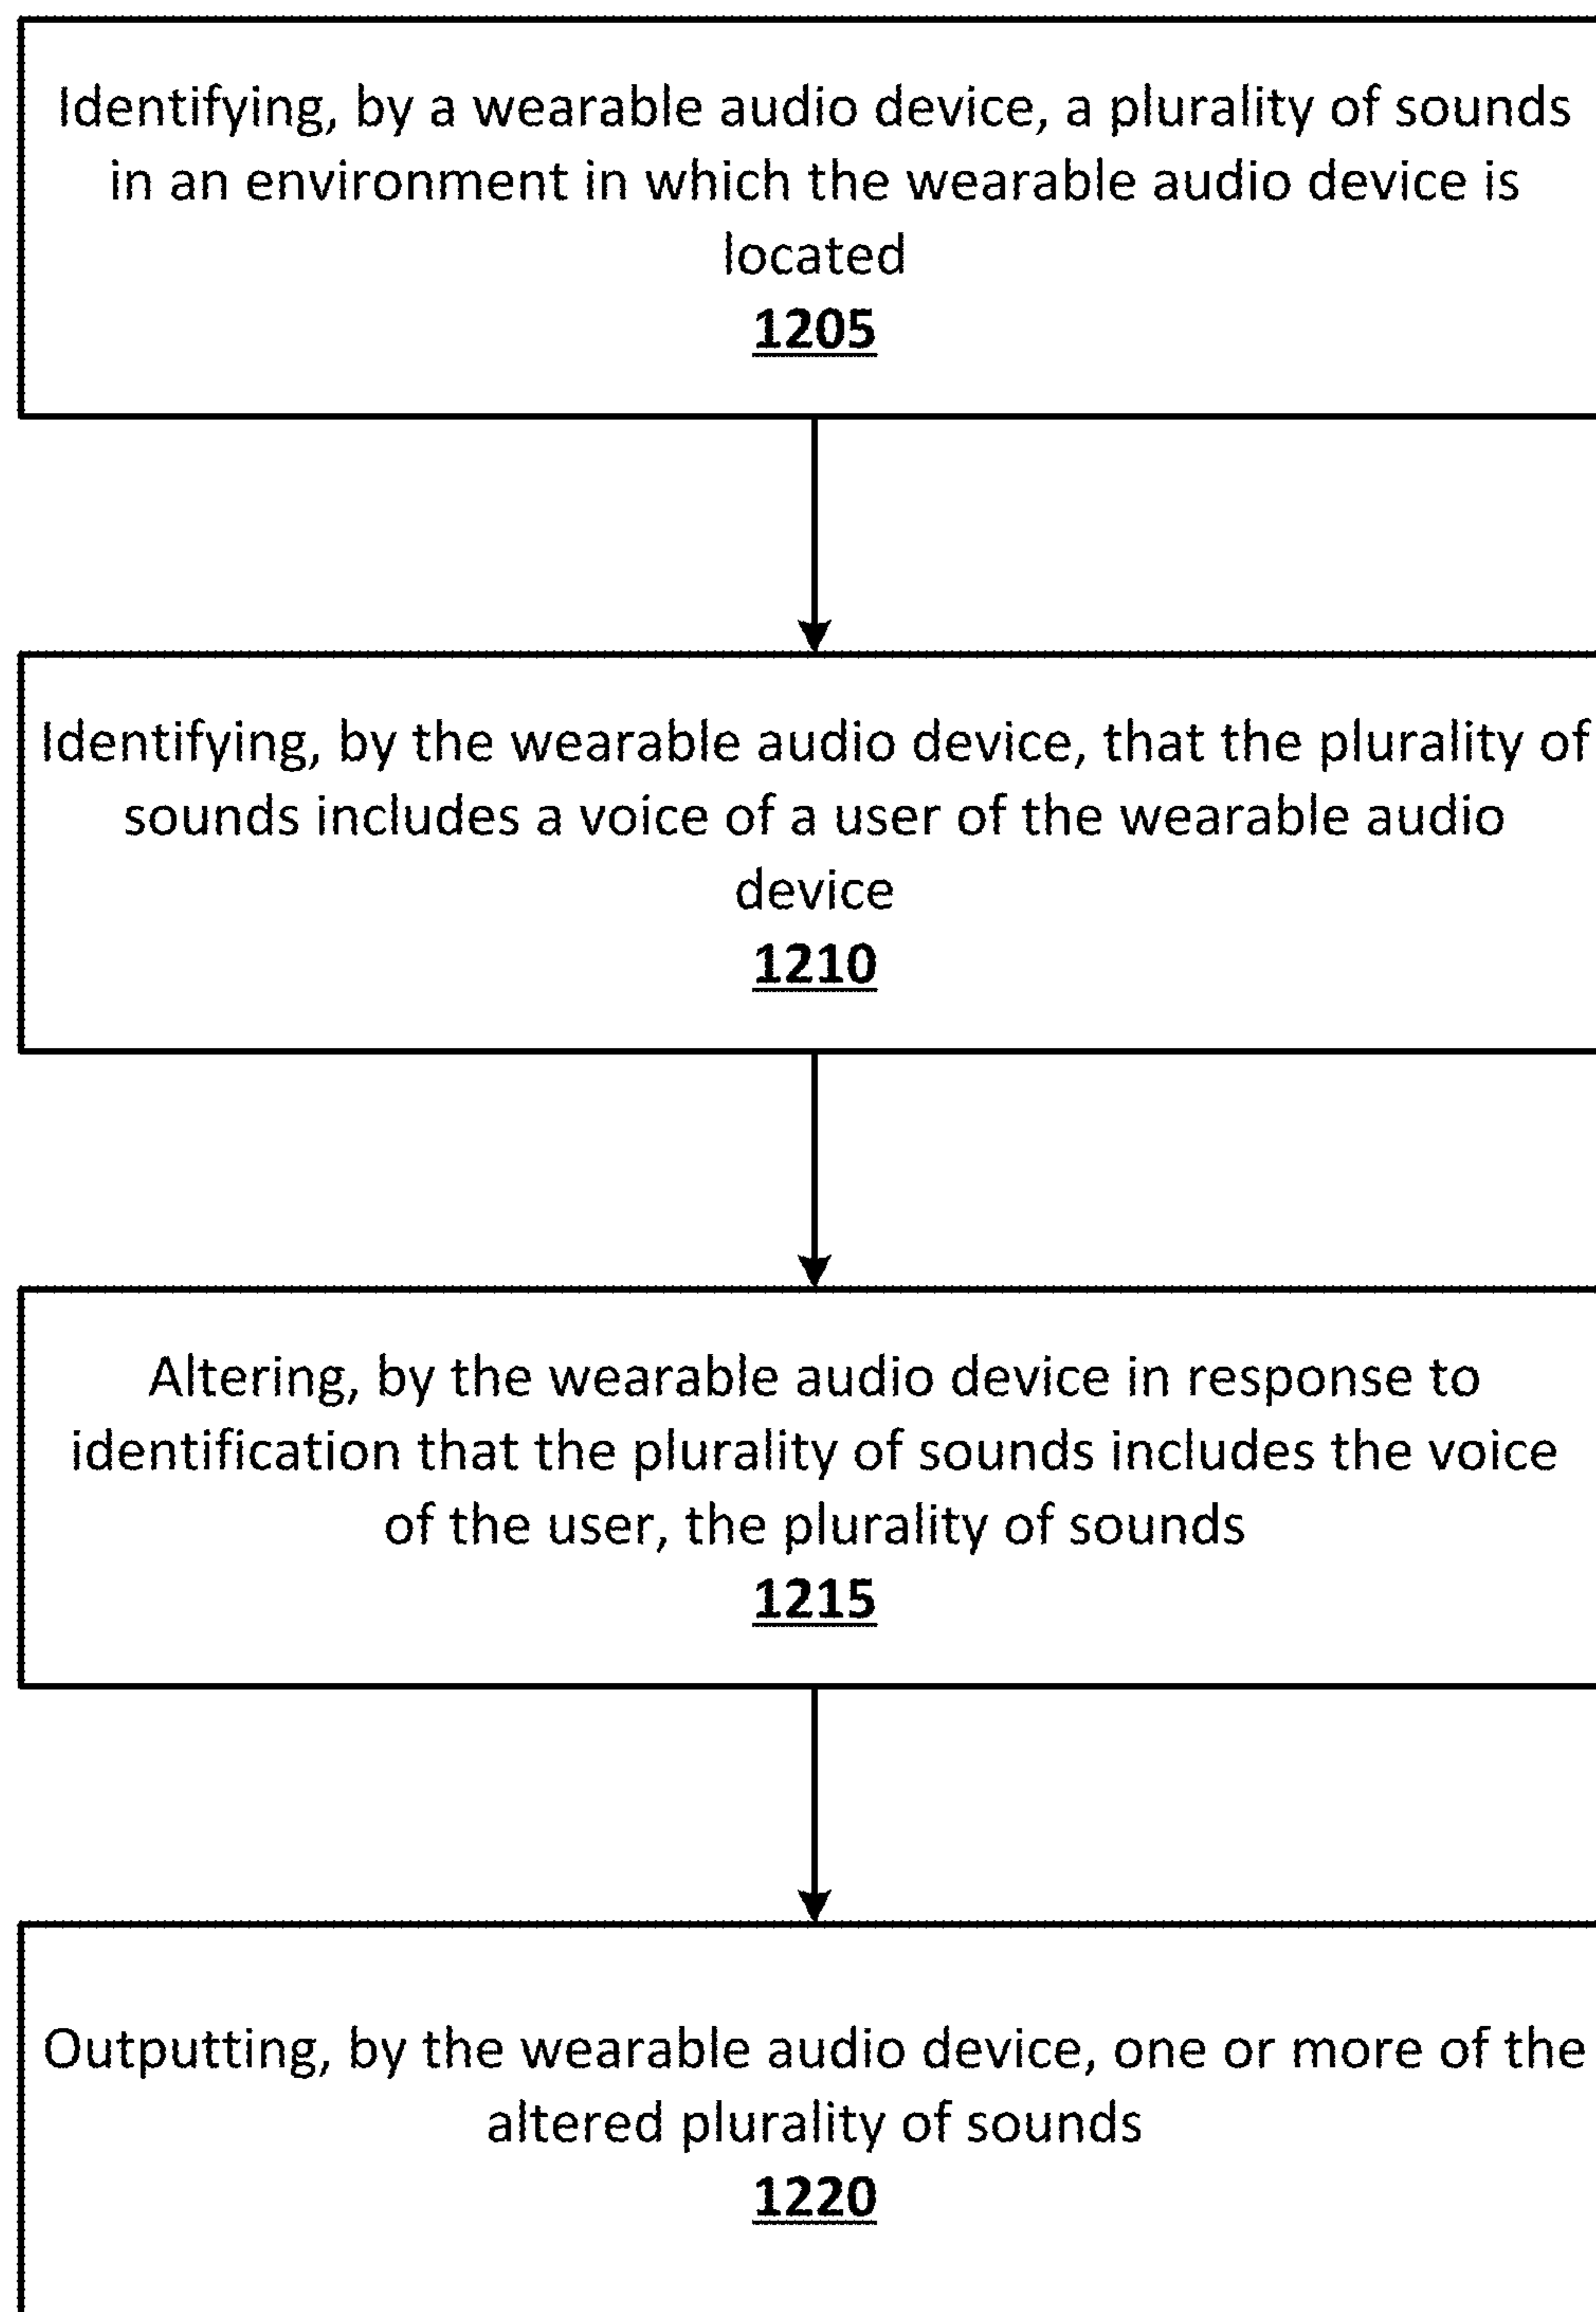 Identifying, by a wearable audio device, a plurality of sounds
in an environment in which the wearable audio device is
located
1205
Identifying, by the wearable audio device, that the plurality of
sounds includes a voice of a user of the wearable audio
device
1210
Altering, by the wearable audio device in response to
identification that the plurality of sounds includes the voice
of the user, the plurality of sounds
1215
Outputting, by the wearable audio device, one or more of the
altered plurality of sounds
1220